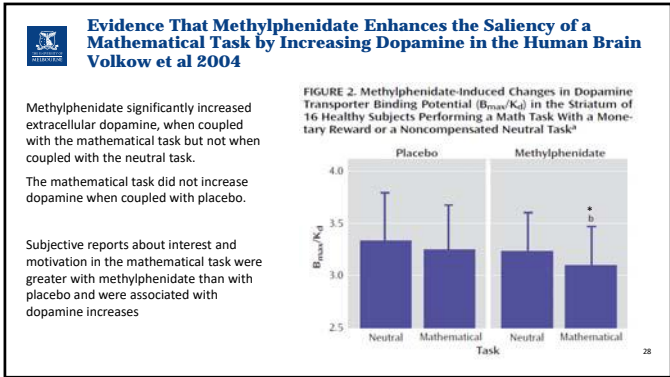 Evidence That Methylphenidate Enhances the Saliency of a
Mathematical Task by Increasing Dopamine in the Human Brain
Volkow et al 2004
MELBOURNE
Methylphenidate significantly increased
extracellular dopamine, when coupled
with the mathematical task but not when
coupled with the neutral task.
The mathematical task did not increase
dopamine when coupled with placebo.
Subjective reports about interest and
motivation in the mathematical task were
greater with methylphenidate than with
placebo and were associated with
dopamine increases
FIGURE 2. Methylphenidate-Induced Changes in Dopamine
Transporter Binding Potential (Bmax/Kd) in the Striatum of
16 Healthy Subjects Performing a Math Task With a Mone-
tary Reward or a Noncompensated Neutral Taska
Placebo Methylphenidate
4.0
3.5
3.0
2.5
Bmax/Kd
*
b
Neutral Mathematical Neutral Mathematical
Task
28